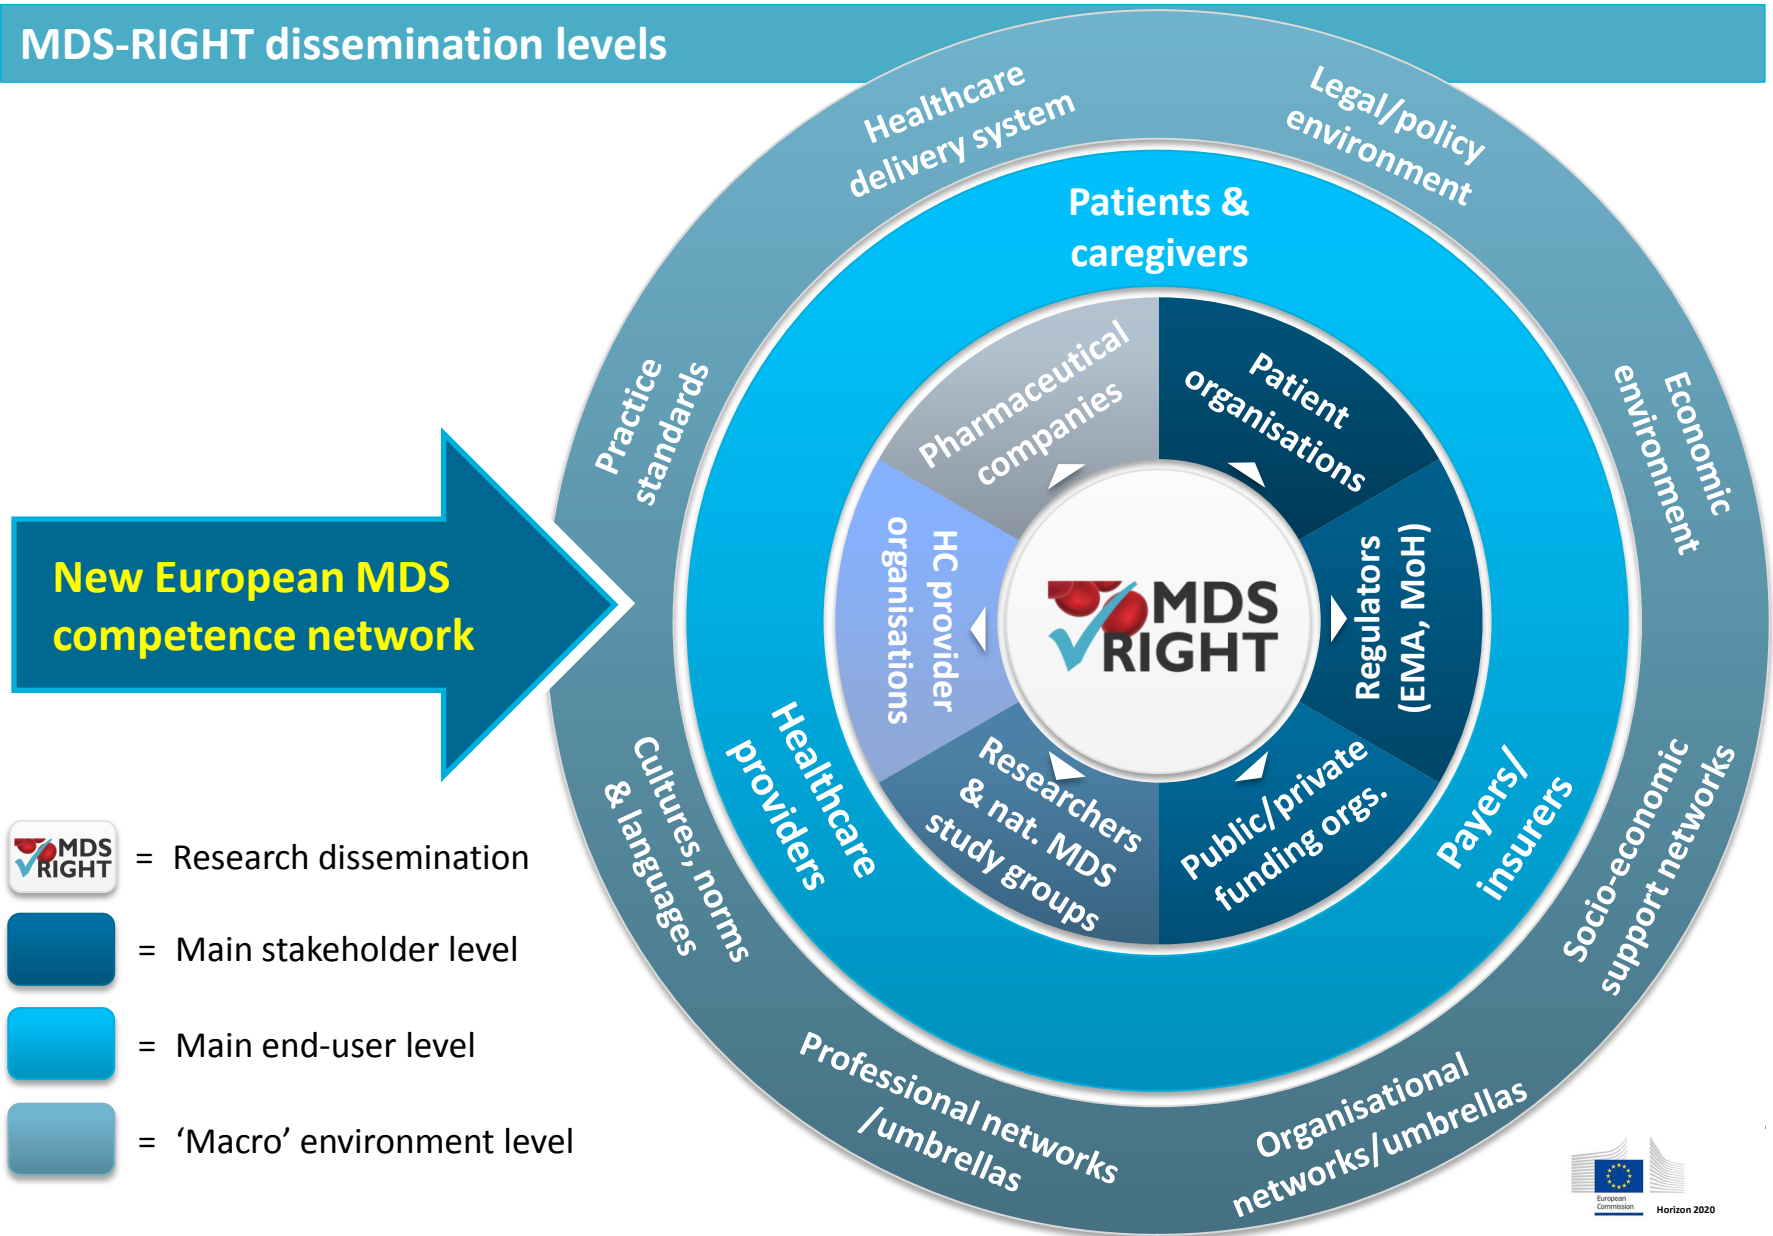 MDS-RIGHT dissemination levels
Healthcare
delivery system
Legal/policy
environment
Economic
environment
Socio-economic
support networks
Organisational
networks/umbrellas
Professional networks
/umbrellas
Cultures, norms
& languages
Practice
standards
Patients &
caregivers
Payers/
insurers
Healthcare
providers
Pharmaceutical
companies
Patient
organisations
Regulators
(EMA, MoH)
Public/private
funding orgs.
Researchers
& nat. MDS
study groups
HC provider
organisations
MDS
RIGHT
New European MDS
competence network
MDS
RIGHT
= Research dissemination
= Main stakeholder level
= Main end-user level
= ‘Macro’ environment level
European
Commission
Horizon 2020